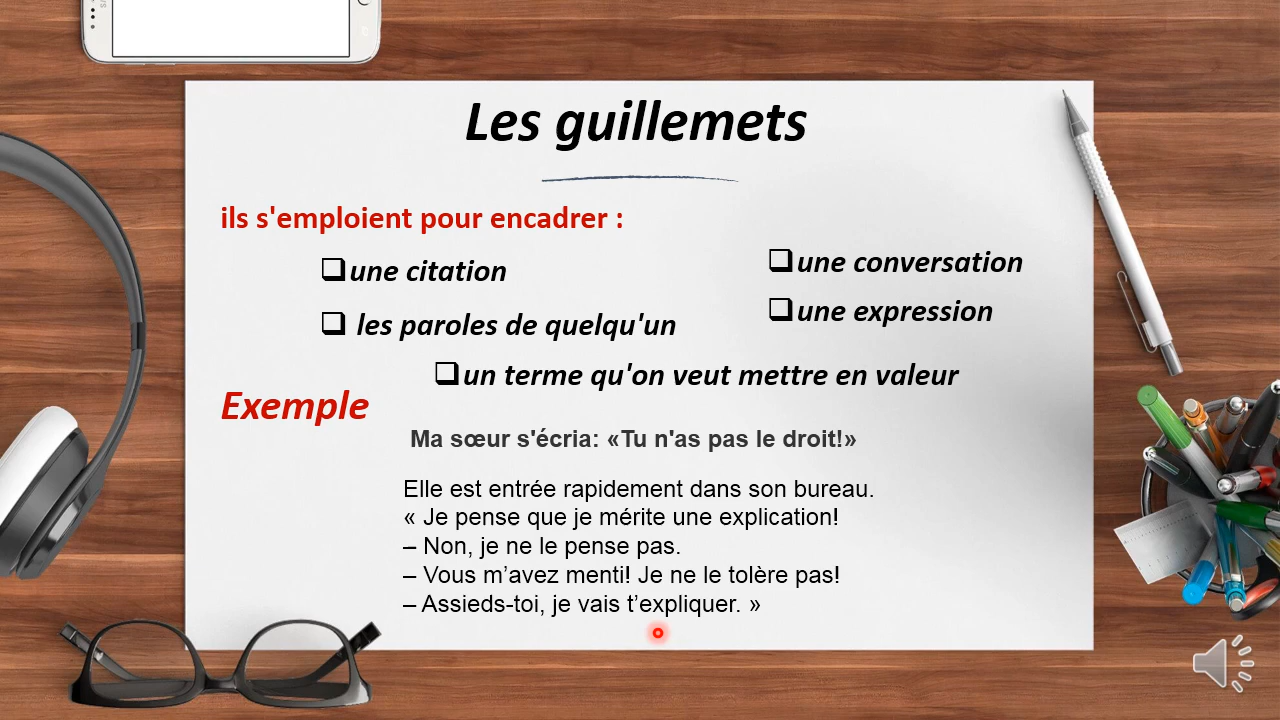 Les guillemets
ils s'emploient pour encadrer :
❑une citation
❑une conversation
❑ les paroles de quelqu'un
❑une expression
❑un terme qu'on veut mettre en valeur
Exemple
Ma sœur s'écria: «Tu n'as pas le droit!»
Elle est entrée rapidement dans son bureau.
« Je pense que je mérite une explication!
– Non, je ne le pense pas.
– Vous m’avez menti! Je ne le tolère pas!
– Assieds-toi, je vais t’expliquer. »